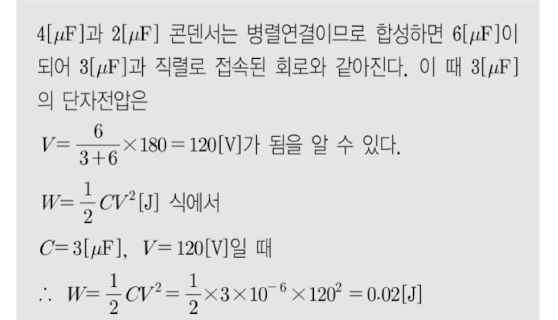 4[μF]과 2[μF] 콘덴서는 병렬연결이므로 합성하면 6[μF]이
되어 3[μF]과 직렬로 접속된 회로와 같아진다. 이 때 3[μF]
의 단자전압은
V = 6/(3+6) × 180 = 120[V]가 됨을 알 수 있다.
W = 1/2 CV² [J] 식에서
C = 3[μF], V = 120[V]일 때
∴ W = 1/2 CV² = 1/2 × 3 × 10⁻⁶ × 120² = 0.02[J]